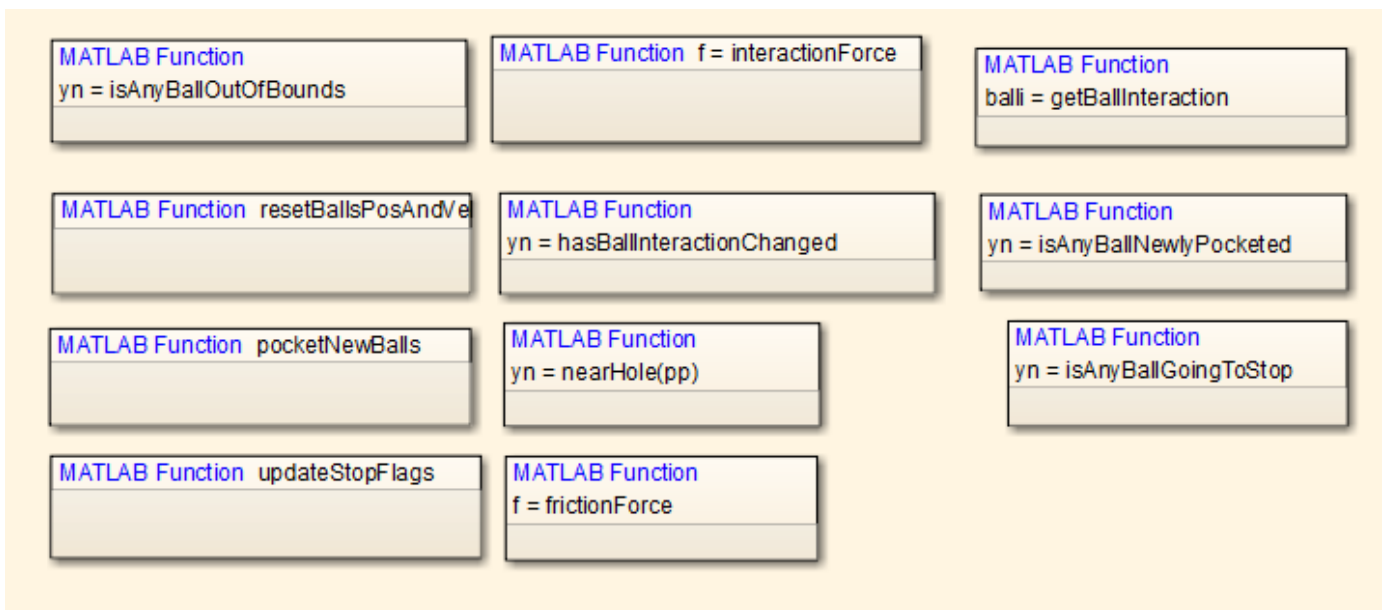 MATLAB Function
yn = isAnyBallOutOfBounds
MATLAB Function f = interactionForce
MATLAB Function
balli = getBallInteraction
MATLAB Function resetBallsPosAndVel
MATLAB Function
yn = hasBallInteractionChanged
MATLAB Function
yn = isAnyBallNewlyPocketed
MATLAB Function pocketNewBalls
MATLAB Function
yn = nearHole(pp)
MATLAB Function
yn = isAnyBallGoingToStop
MATLAB Function updateStopFlags
MATLAB Function
f = frictionForce